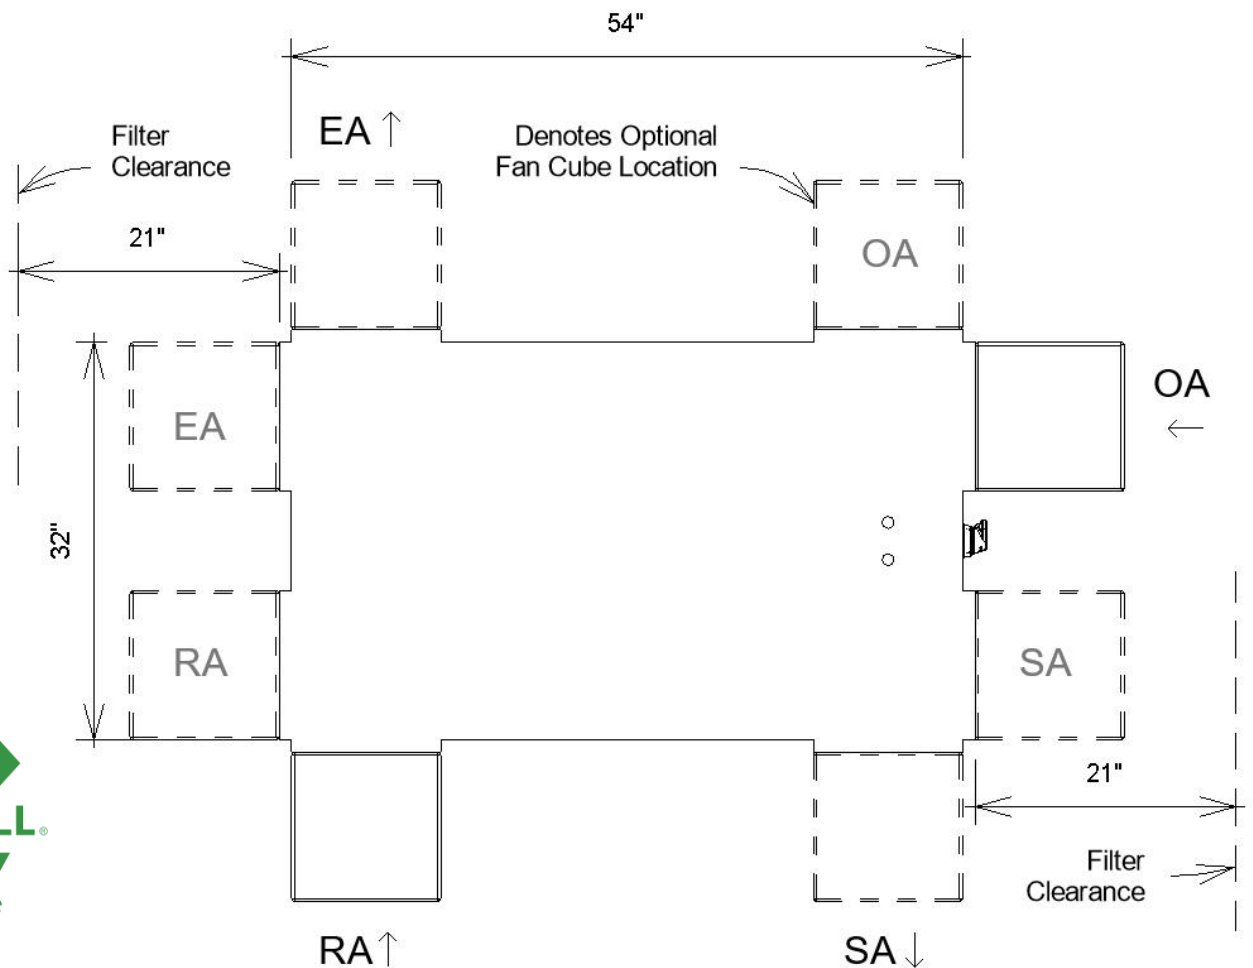 54"
EA
Filter
Clearance
Denotes Optional
Fan Cube Location
21"
OA
OA
EA
32"
RA
SA
21"
LL®
Filter
Clearance
e
RA
SA